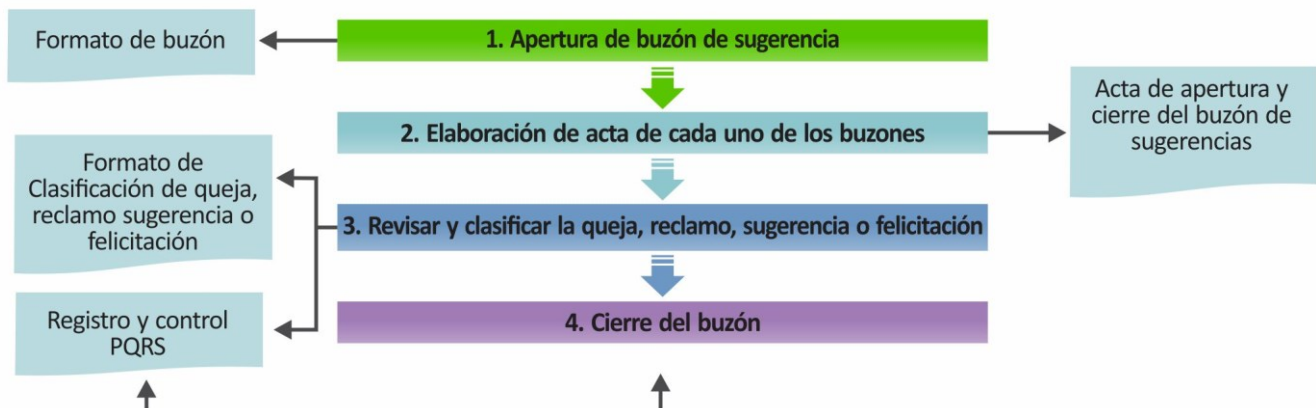 Formato de buzón
1. Apertura de buzón de sugerencia
2. Elaboración de acta de cada uno de los buzones
Acta de apertura y
cierre del buzón de
sugerencias
Formato de
Clasificación de queja,
reclamo sugerencia o
felicitación
3. Revisar y clasificar la queja, reclamo, sugerencia o felicitación
Registro y control
PQRS
4. Cierre del buzón